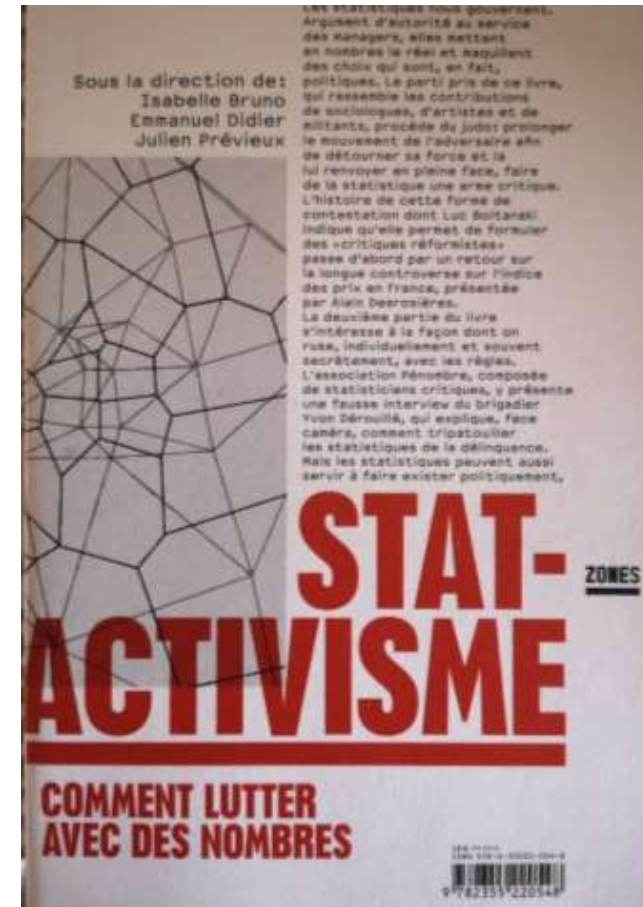 Les statistiques nous gouvernent.
Argument d'autorité au service
des managers, elles mettent
en nombres le réel et maquillent
des choix qui sont, en fait,
politiques. Le parti pris de ce livre,
qui rassemble les contributions
de sociologues, d'artistes et de
militants, procède du judo: prolonger
le mouvement de l'adversaire afin
de détourner sa force et la
lui renvoyer en pleine face, faire
de la statistique une arme critique.
L'histoire de cette forme de
contestation dont Luc Boltanski
indique qu'elle permet de formuler
des «critiques réformistes»
passe d'abord par un retour sur
la longue controverse sur l'indice
des prix en France, présentée
par Alain Desrosières.
La deuxième partie du livre
s'intéresse à la façon dont on
ruse, individuellement et souvent
secrètement, avec les règles.
L'association Pénombre, composée
de statisticiens critiques, y présente
une fausse interview du brigadier
Yvon Dérouillé, qui explique, face
caméra, comment tripatouiller
les statistiques de la délinquance.
Mais les statistiques peuvent aussi
servir à faire exister politiquement,
Sous la direction de:
Isabelle Bruno
Emmanuel Didier
Julien Prévieux
STAT-
ACTIVISME
ZONES
COMMENT LUTTER
AVEC DES NOMBRES
9 782355 220548